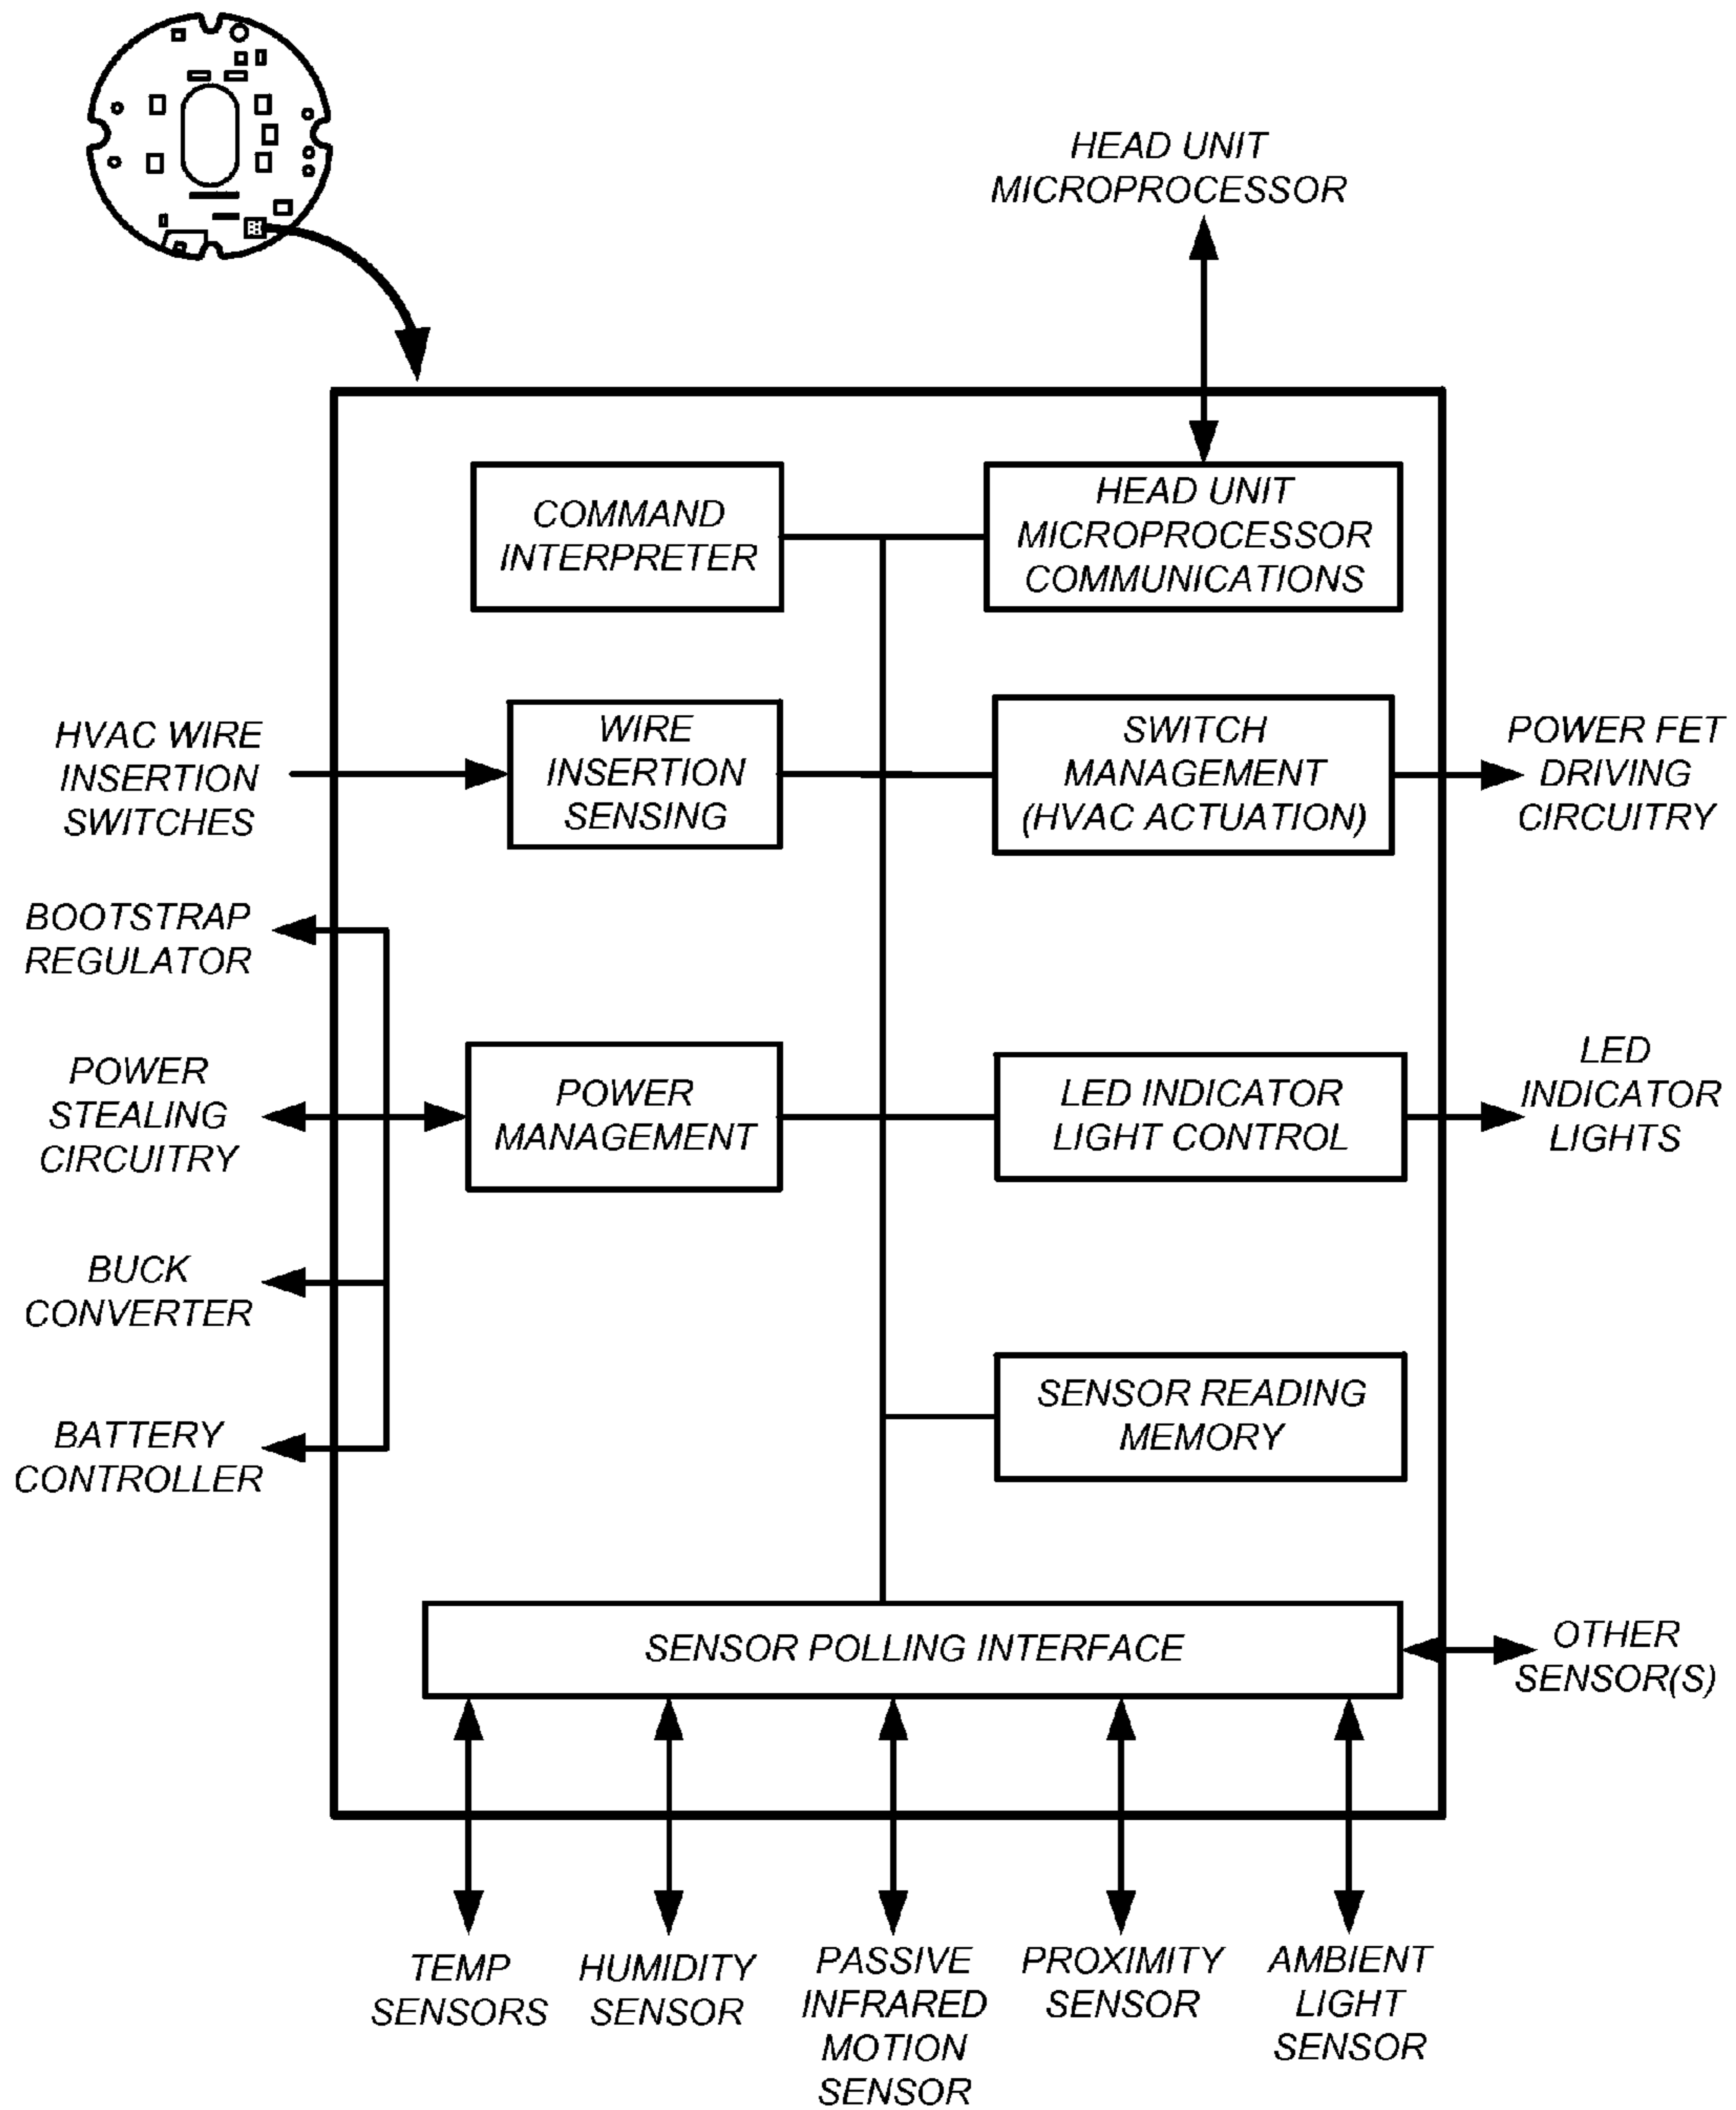 HEAD UNIT
MICROPROCESSOR
COMMAND
INTERPRETER
HEAD UNIT
MICROPROCESSOR
COMMUNICATIONS
HVAC WIRE
INSERTION
SWITCHES
WIRE
INSERTION
SENSING
SWITCH
MANAGEMENT
(HVAC ACTUATION)
POWER FET
DRIVING
CIRCUITRY
BOOTSTRAP
REGULATOR
POWER
STEALING
CIRCUITRY
POWER
MANAGEMENT
LED INDICATOR
LIGHT CONTROL
LED
INDICATOR
LIGHTS
BUCK
CONVERTER
SENSOR READING
MEMORY
BATTERY
CONTROLLER
SENSOR POLLING INTERFACE
OTHER
SENSOR(S)
TEMP
SENSORS
HUMIDITY
SENSOR
PASSIVE
INFRARED
MOTION
SENSOR
PROXIMITY
SENSOR
AMBIENT
LIGHT
SENSOR